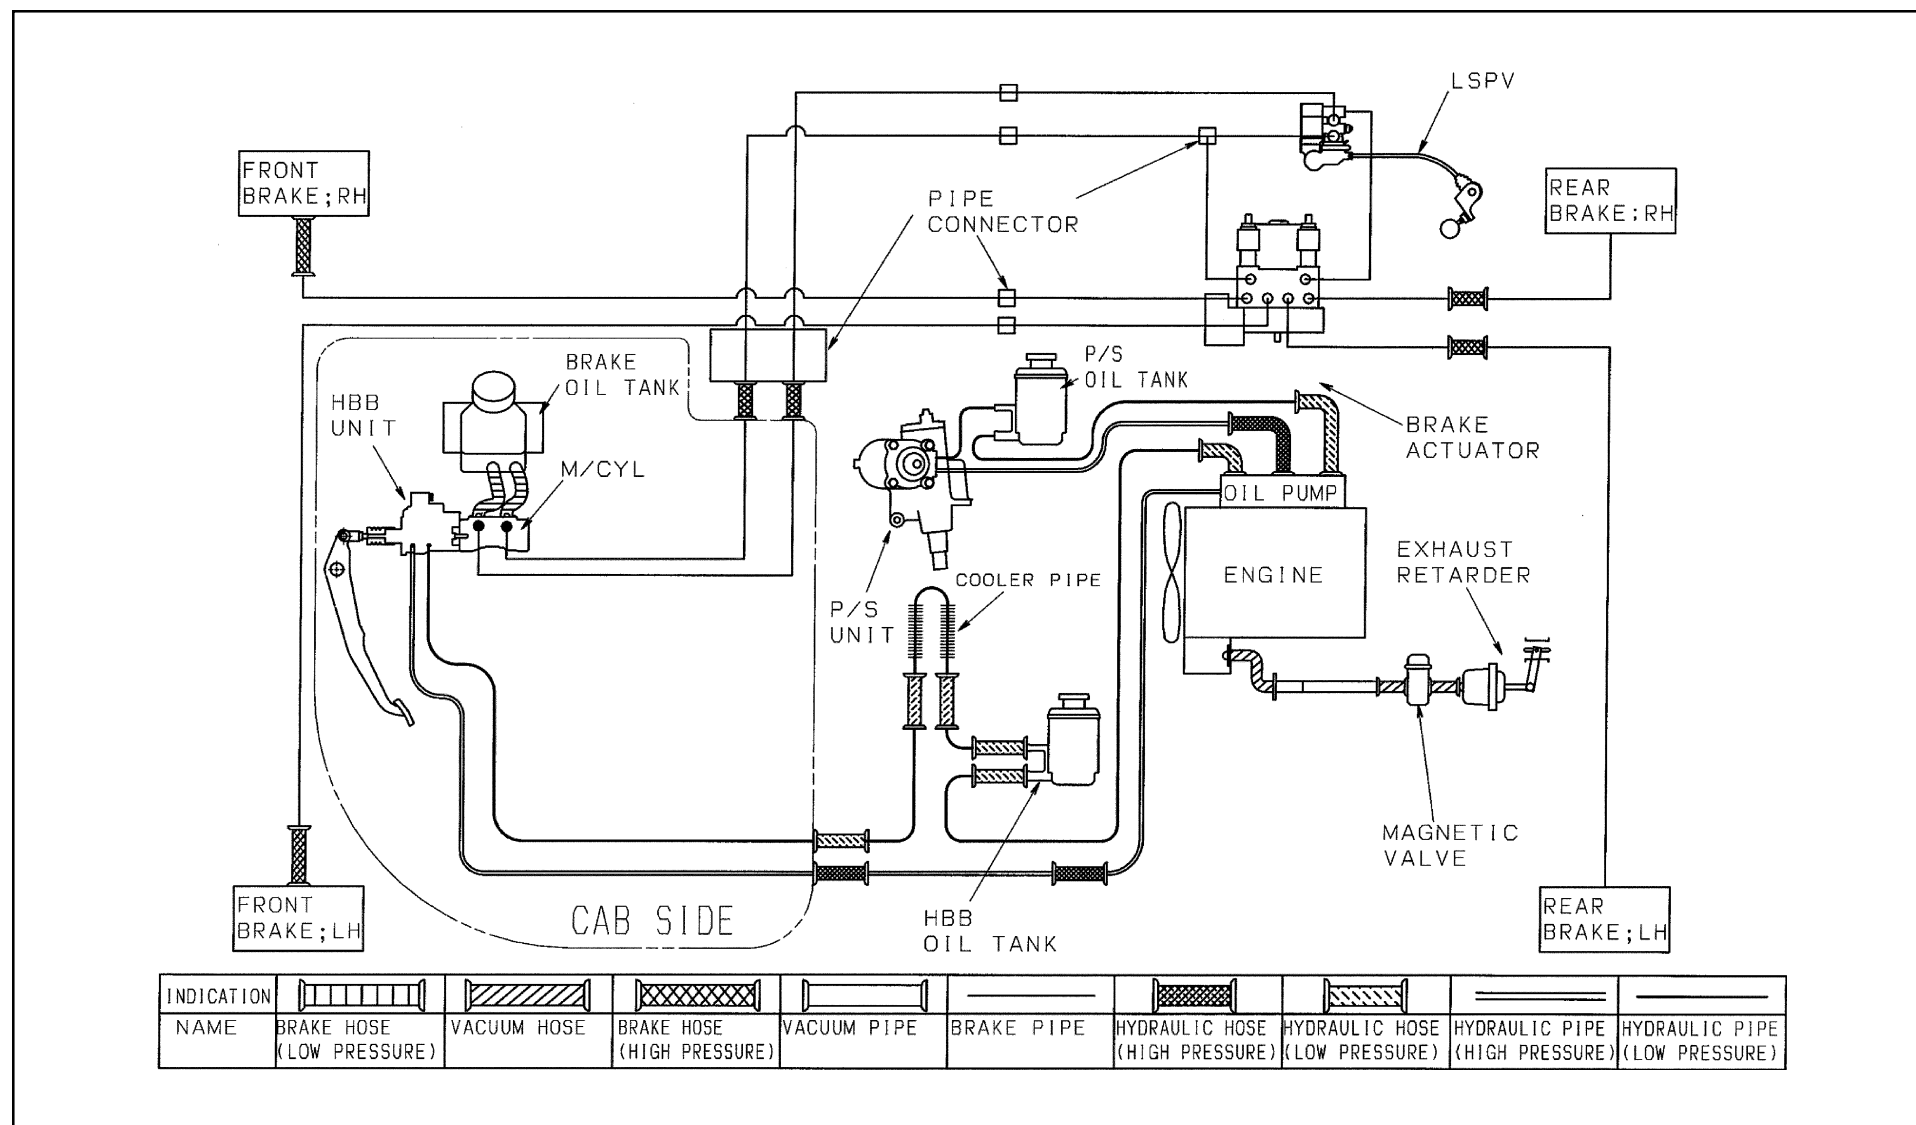 LSPV
FRONT
BRAKE;RH
PIPE
CONNECTOR
REAR
BRAKE;RH
BRAKE
OIL TANK
HBB
UNIT
M/CYL
P/S
OIL TANK
BRAKE
ACTUATOR
OIL PUMP
ENGINE
EXHAUST
RETARDER
COOLER PIPE
P/S
UNIT
MAGNETIC
VALVE
FRONT
BRAKE;LH
CAB SIDE
HBB
OIL TANK
REAR
BRAKE;LH
INDICATION
NAME
BRAKE HOSE
(LOW PRESSURE)
VACUUM HOSE
BRAKE HOSE
(HIGH PRESSURE)
VACUUM PIPE
BRAKE PIPE
HYDRAULIC HOSE
(HIGH PRESSURE)
HYDRAULIC HOSE
(LOW PRESSURE)
HYDRAULIC PIPE
(HIGH PRESSURE)
HYDRAULIC PIPE
(LOW PRESSURE)